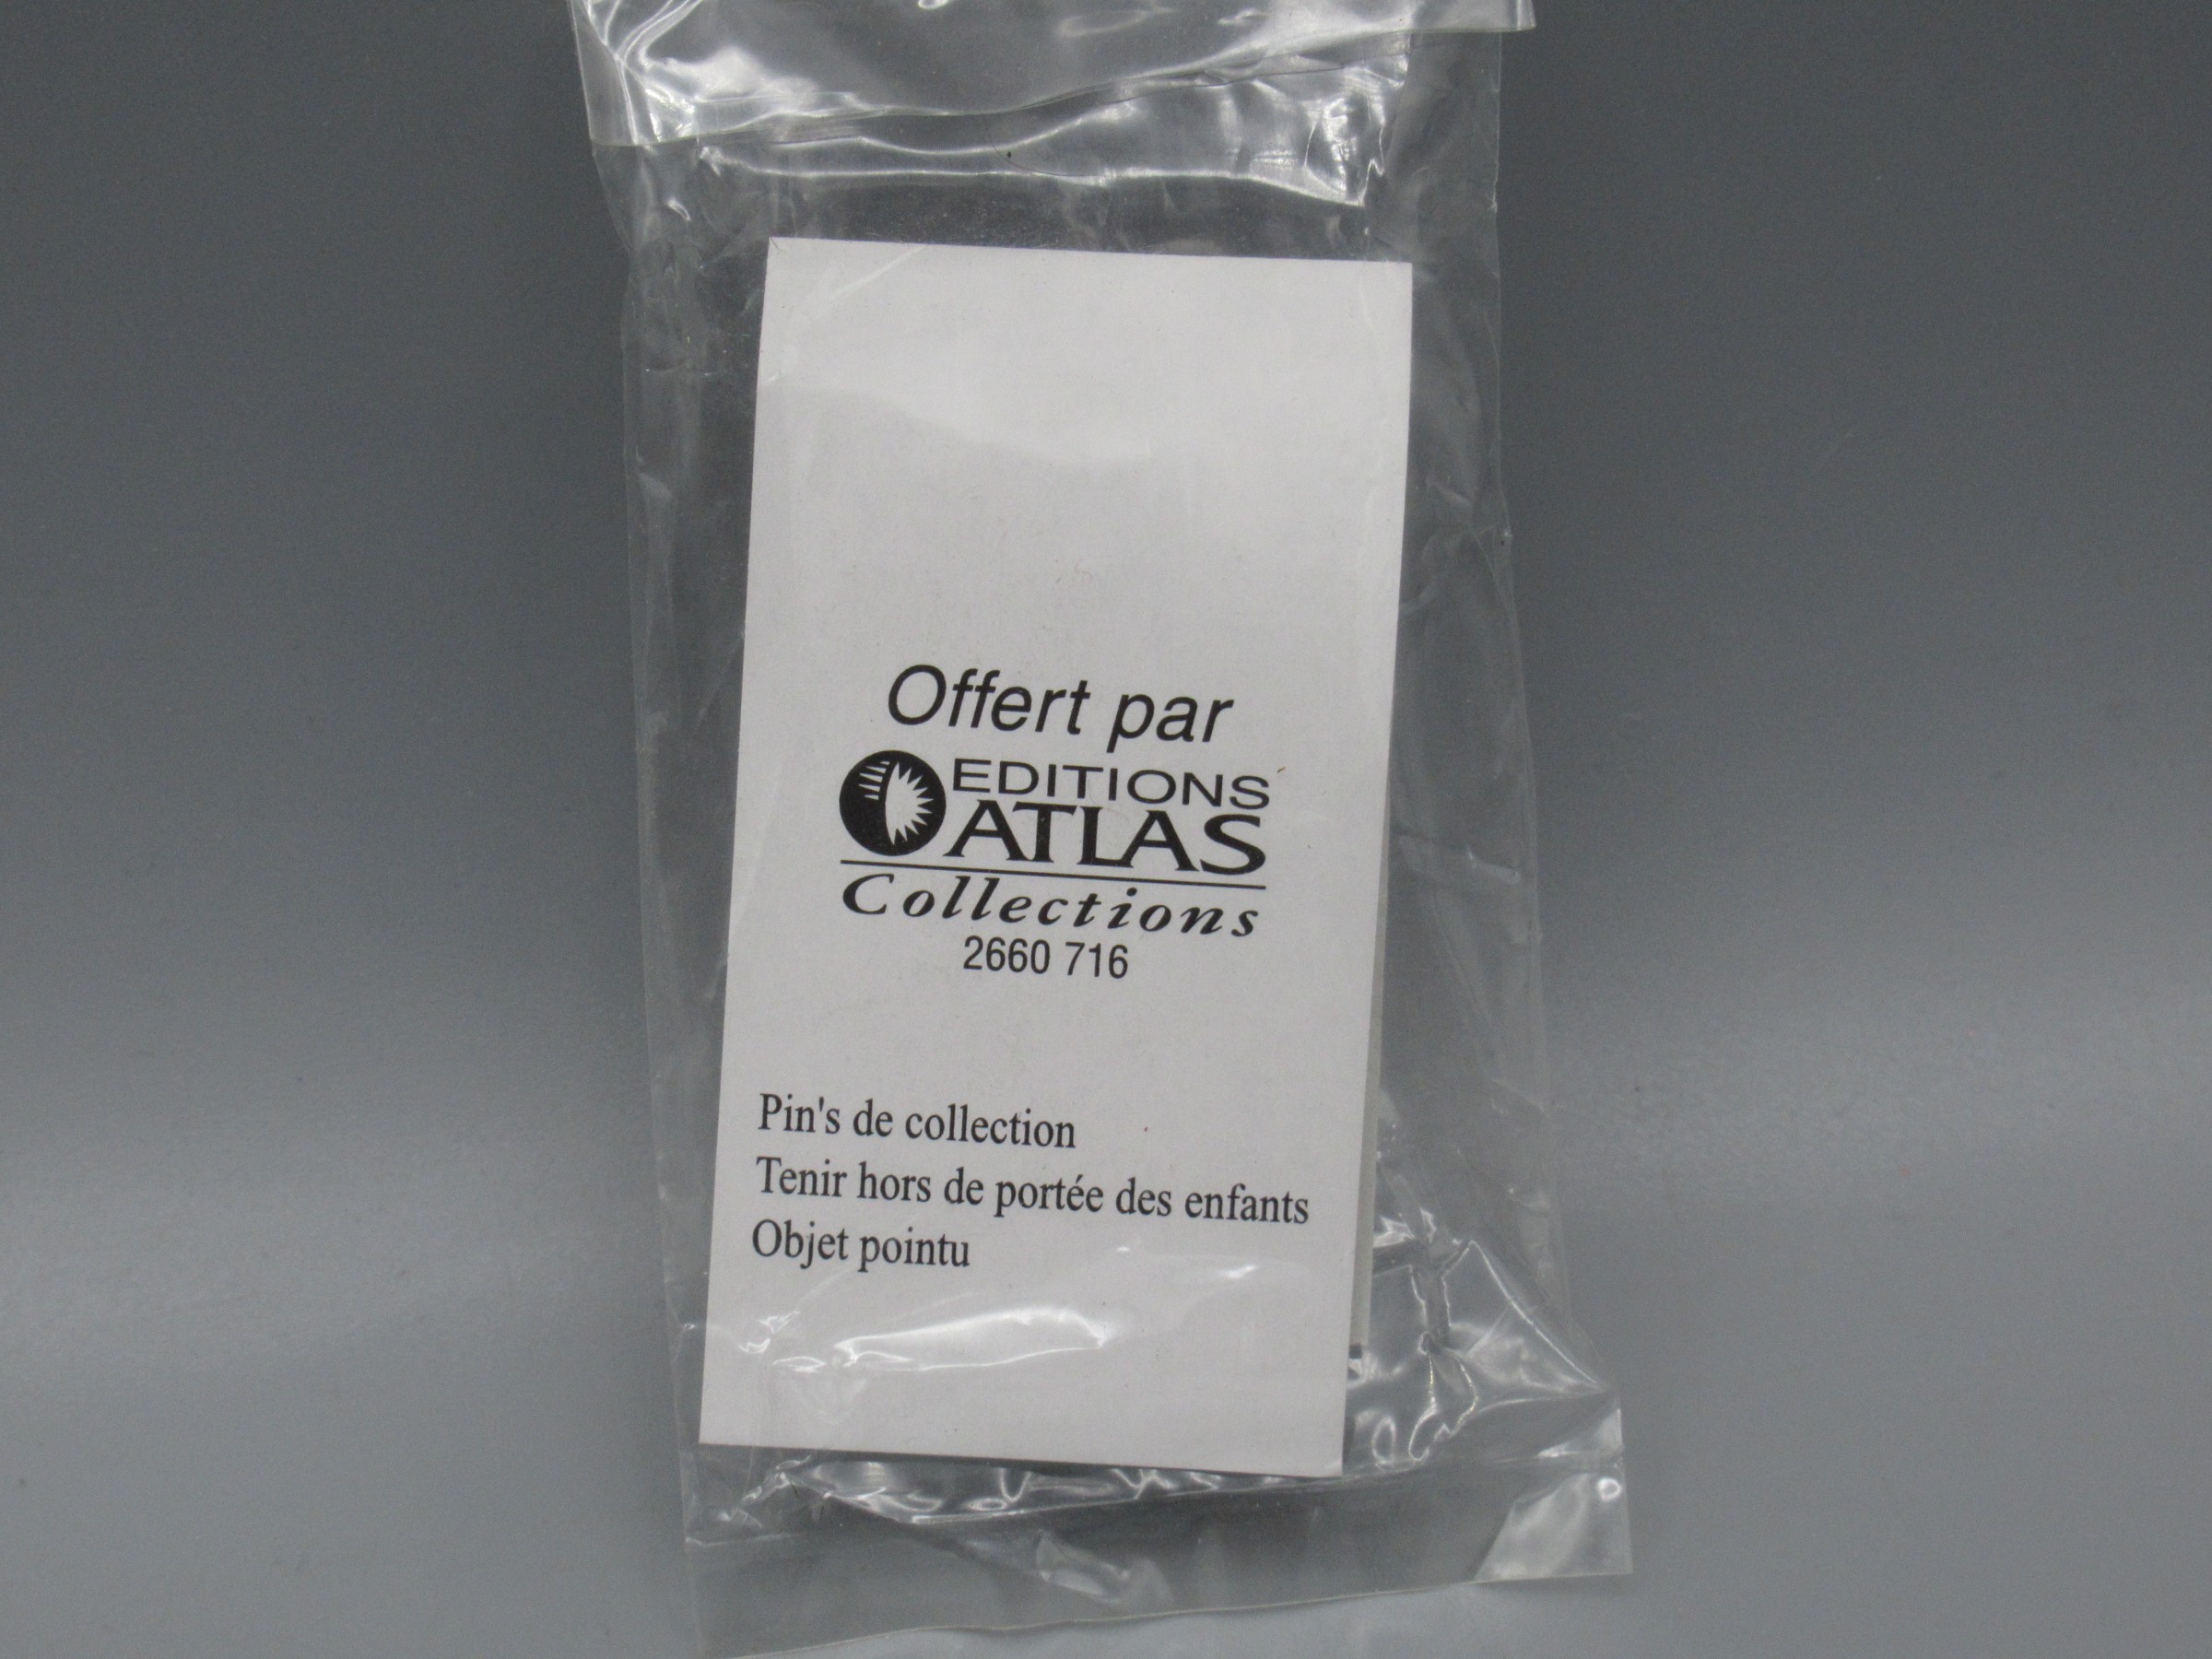 Offert par
EDITIONS
ATLAS
Collections
2660 716
Pin's de collection
Tenir hors de portée des enfants
Objet pointu